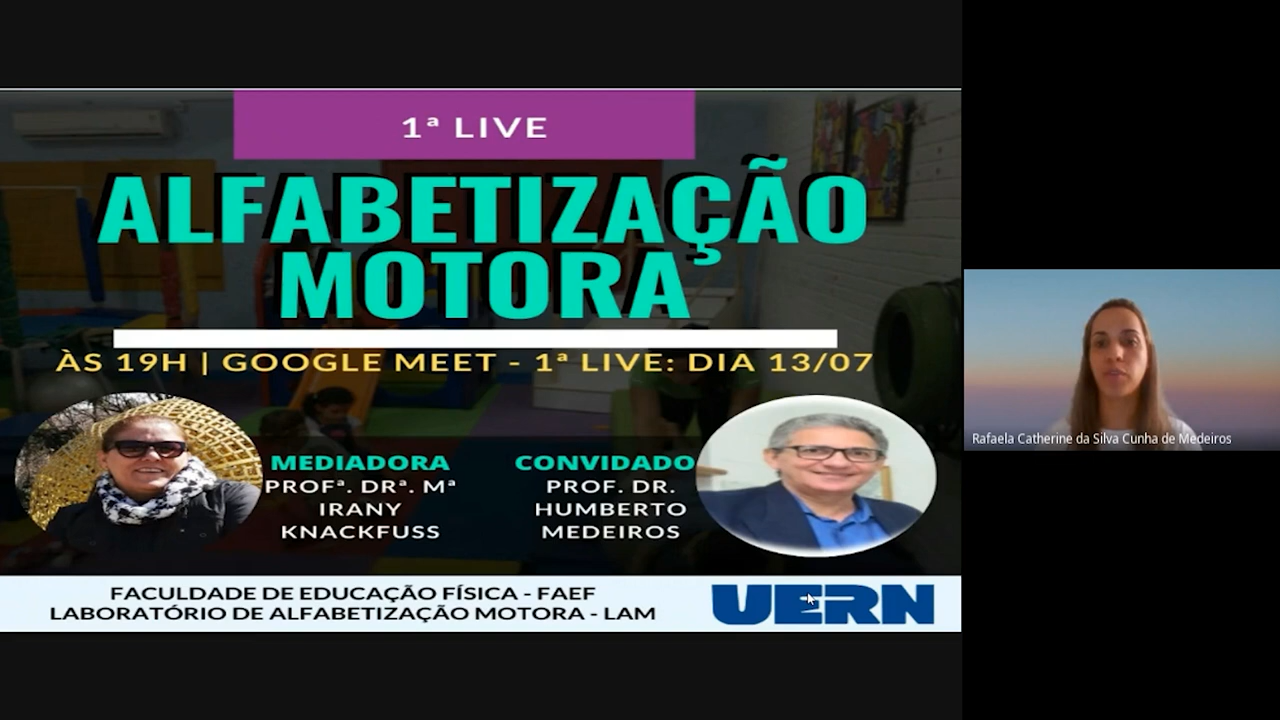 1ª LIVE
ALFABETIZAÇÃO
MOTORA
ÀS 19H | GOOGLE MEET - 1ª LIVE: DIA 13/07
MEDIADORA
PROFª. DRª. Mª
IRANY
KNACKFUSS
CONVIDADO
PROF. DR.
HUMBERTO
MEDEIROS
FACULDADE DE EDUCAÇÃO FÍSICA - FAEF
LABORATÓRIO DE ALFABETIZAÇÃO MOTORA - LAM
UERN
Rafaela Catherine da Silva Cunha de Medeiros